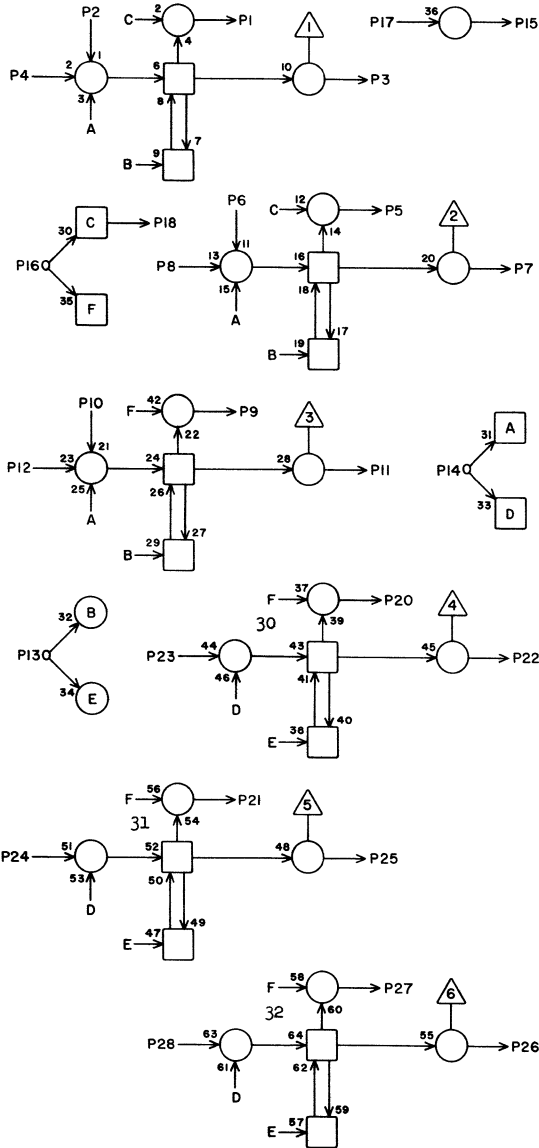 P2 C 2 P1 1 P17 36 P15
4
P4 2 1 6 10 P3
3 8
A 7
B 9
P6 C 12 P5 2
30 C P18 14
P16 P8 13 11 16 20 P7
35 F 15 18
A 17
B 19
P10 F 42 P9 3
22 31 A
P12 23 21 24 28 P11 P14
25 26 33 D
A 27
B 29
32 B F 37 P20 4
30 39
P13 P23 44 43 45 P22
34 E 46 41
D 40
E 38
F 56 P21 5
31 54
P24 51 52 48 P25
53 50
D 49
E 47
F 58 P27 6
32 60
P28 63 64 55 P26
61 62
D 59
E 57